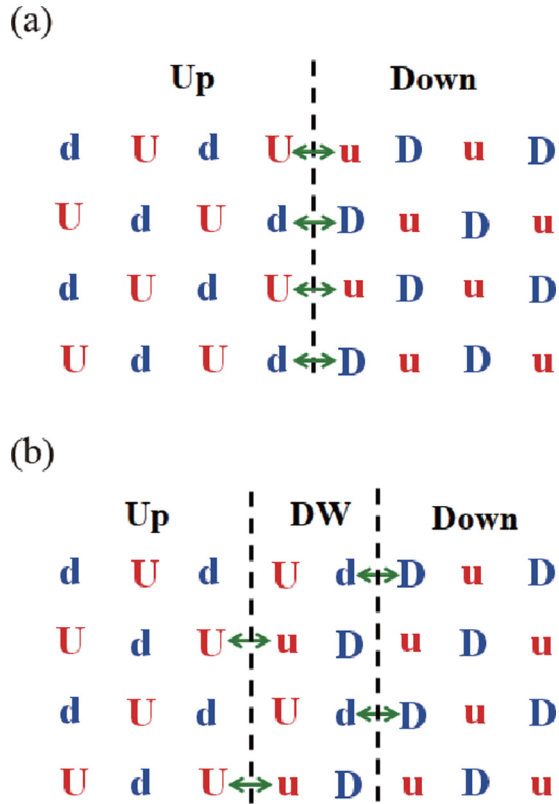 (a)
Up Down
d U d U u D u D
U d U d D u D u
d U d U u D u D
U d U d D u D u
(b)
Up DW Down
d U d U d D u D
U d U u D u D u
d U d U d D u D
U d U u D u D u